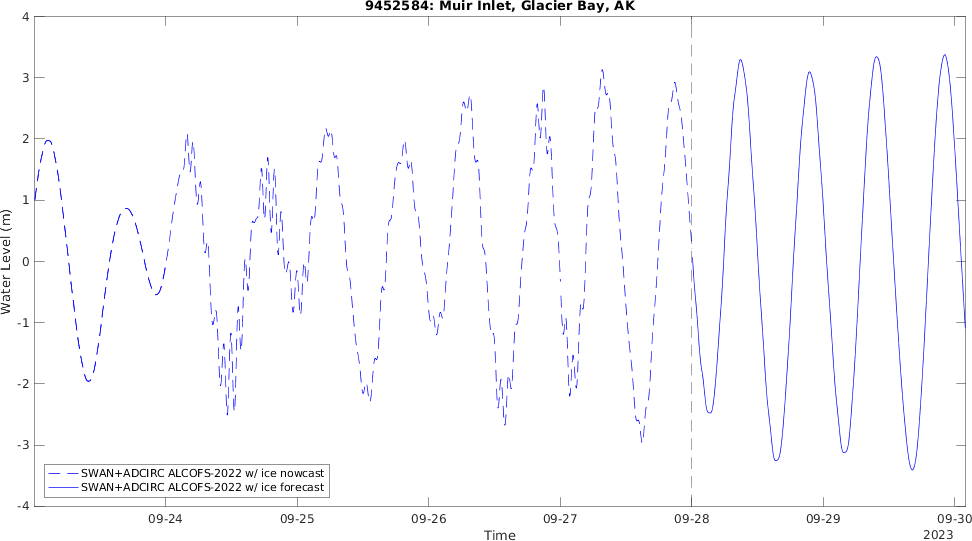 9452584: Muir Inlet, Glacier Bay, AK
4
3
2
1
0
-1
-2
-3
-4
Water Level (m)
SWAN+ADCIRC ALCOFS-2022 w/ ice nowcast
SWAN+ADCIRC ALCOFS-2022 w/ ice forecast
09-24 09-25 09-26 09-27 09-28 09-29 09-30
Time
2023